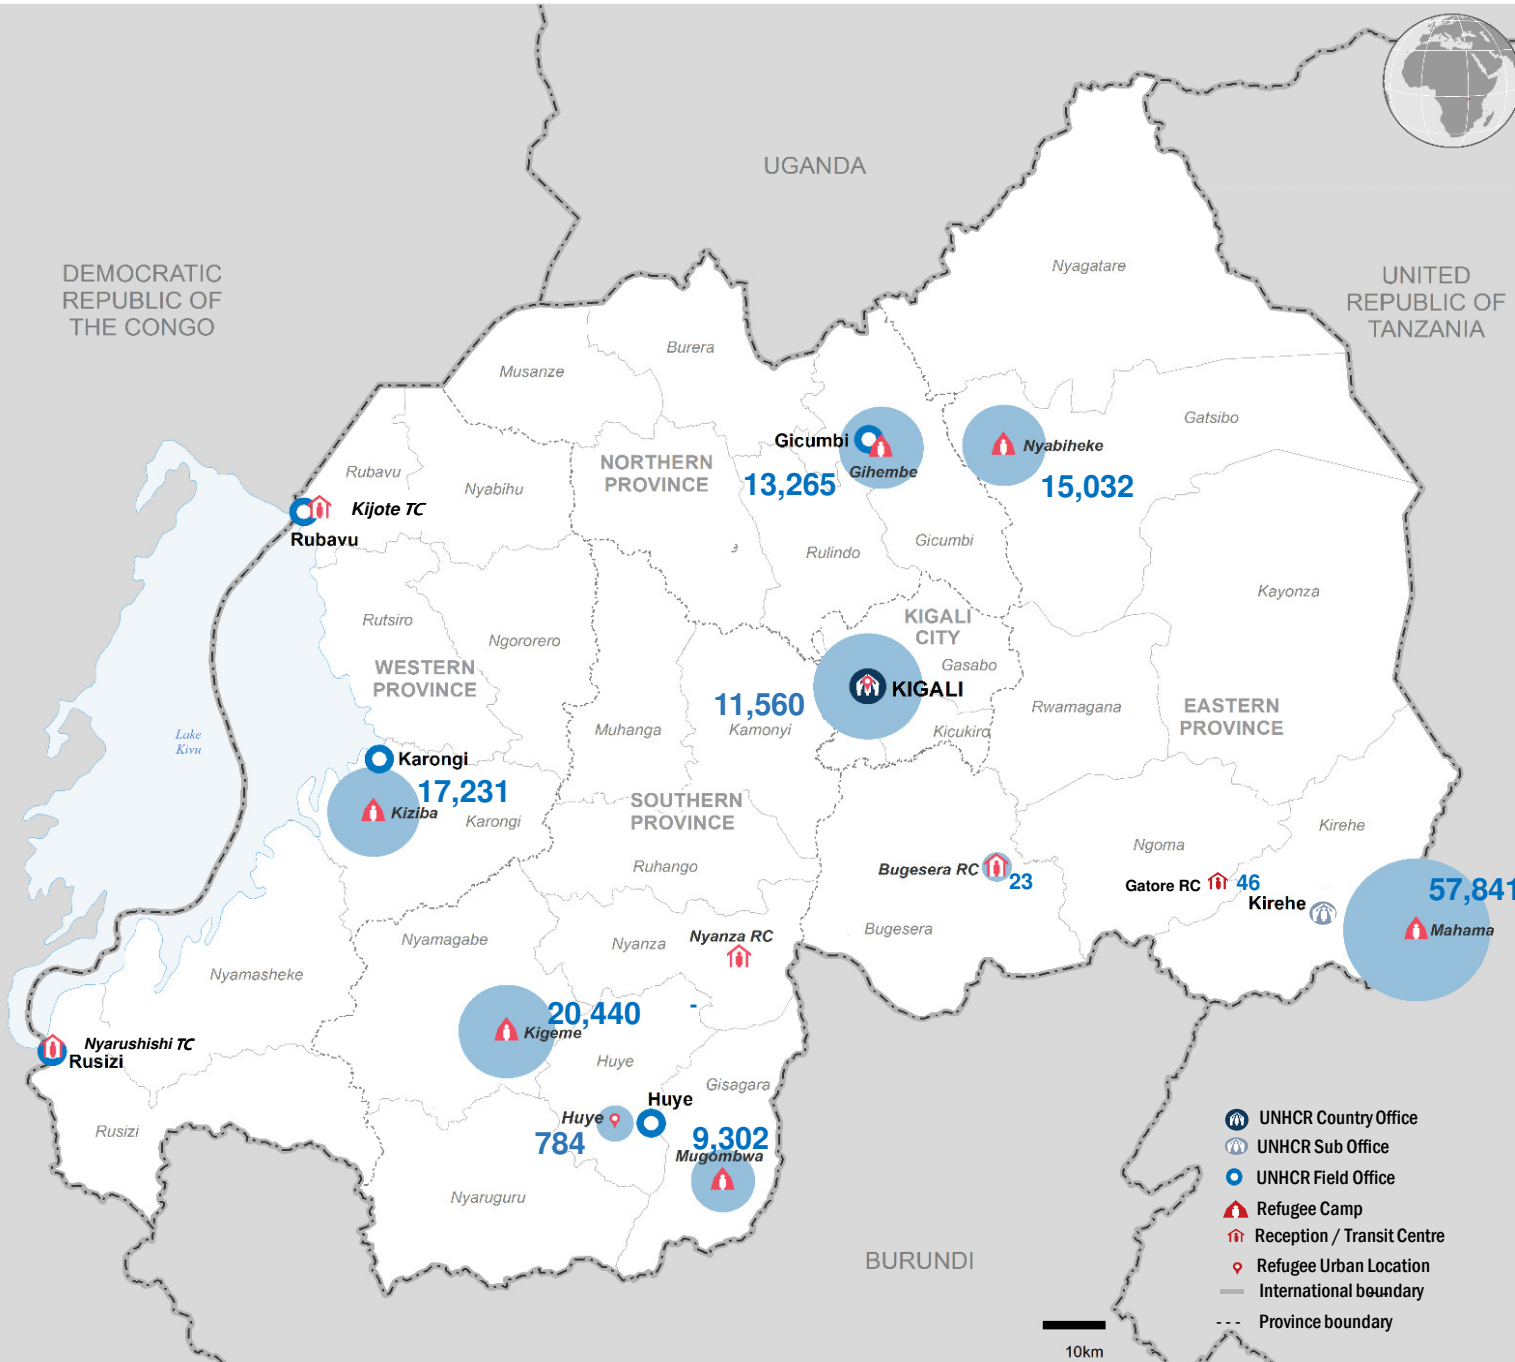 UGANDA
DEMOCRATIC
REPUBLIC OF
THE CONGO
UNITED
REPUBLIC OF
TANZANIA
Nyagatare
Burera
Musanze
Gatsibo
Gicumbi
Gihembe
13,265
Nyabiheke
15,032
NORTHERN
PROVINCE
Rubavu
Nyabihu
Kijote TC
Rubavu
Rulindo
Gicumbi
Kayonza
Rutsiro
Ngororero
WESTERN
PROVINCE
KIGALI
CITY
Gasabo
KIGALI
11,560
Kamonyi
Kicukiro
Muhanga
Rwamagana
EASTERN
PROVINCE
Lake
Kivu
Karongi
17,231
Kiziba
Karongi
SOUTHERN
PROVINCE
Ruhango
Kirehe
Ngoma
Bugesera RC
23
Gatore RC
46
Kirehe
57,841
Mahama
Bugesera
Nyamagabe
Nyanza
Nyanza RC
-
Nyamasheke
20,440
Kigeme
Nyarushishi TC
Rusizi
Huye
Gisagara
Huye
Huye
784
9,302
Mugombwa
Rusizi
Nyaruguru
BURUNDI
UNHCR Country Office
UNHCR Sub Office
UNHCR Field Office
Refugee Camp
Reception / Transit Centre
Refugee Urban Location
International boundary
Province boundary
10km